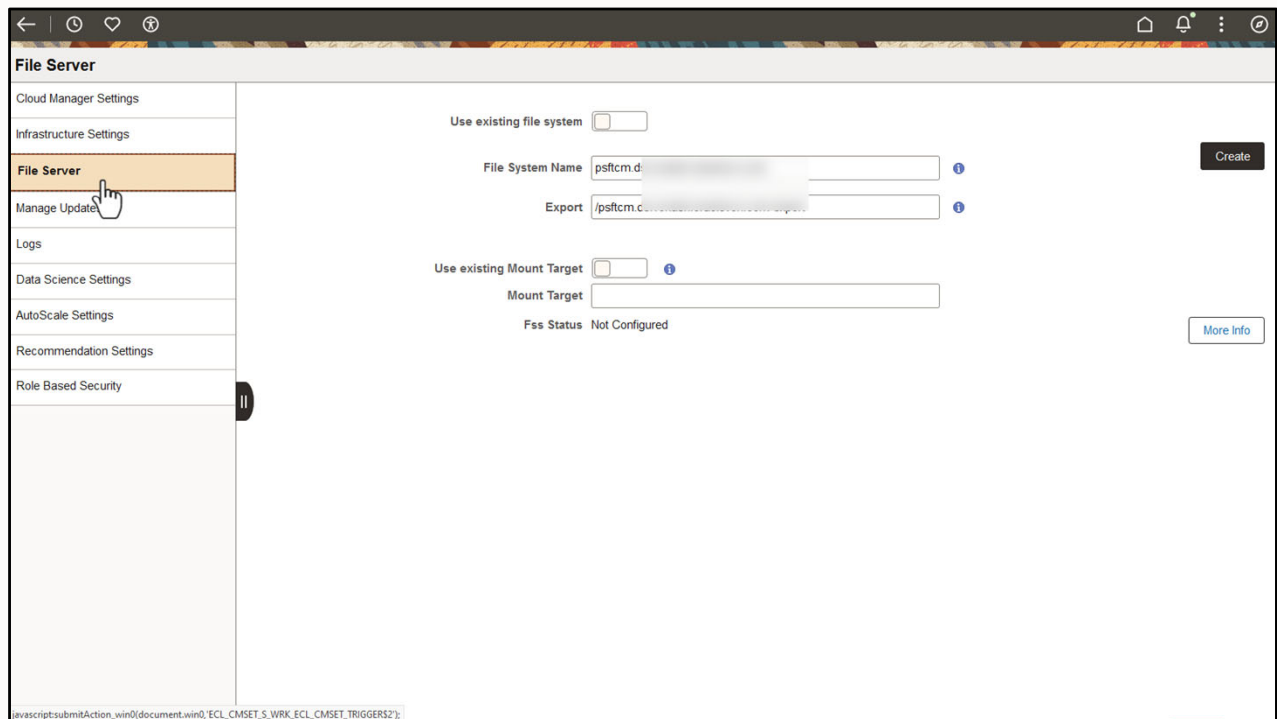 File Server
Cloud Manager Settings
Infrastructure Settings
File Server
Manage Update
Logs
Data Science Settings
AutoScale Settings
Recommendation Settings
Role Based Security
Use existing file system
File System Name psftcm.d
Create
Export /psftcm.d
Use existing Mount Target
Mount Target
Fss Status Not Configured
More Info
javascript:submitAction_win0(document.win0,'ECL_CMSET_S_WRK_ECL_CMSET_TRIGGER$2');